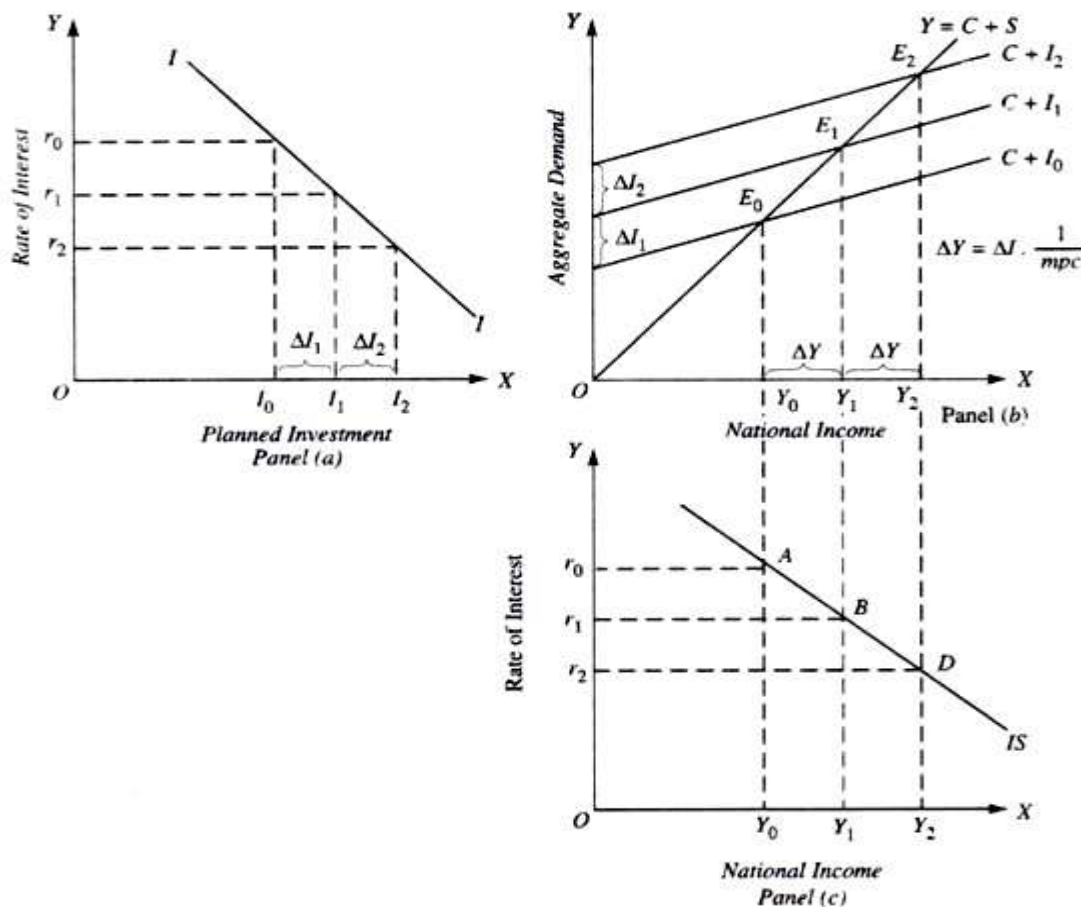 Y
I
Rate of Interest
r₀
r₁
r₂
ΔI₁ ΔI₂
I
O I₀ I₁ I₂ X
Planned Investment
Panel (a)
Y
Y = C + S
E₂ C + I₂
Aggregate Demand
E₁ C + I₁
ΔI₂
E₀ C + I₀
ΔI₁
ΔY = ΔI . 1/mpc
ΔY ΔY
O Y₀ Y₁ Y₂ X
National Income Panel (b)
Y
Rate of Interest
r₀ A
r₁ B
r₂ D
IS
O Y₀ Y₁ Y₂ X
National Income
Panel (c)